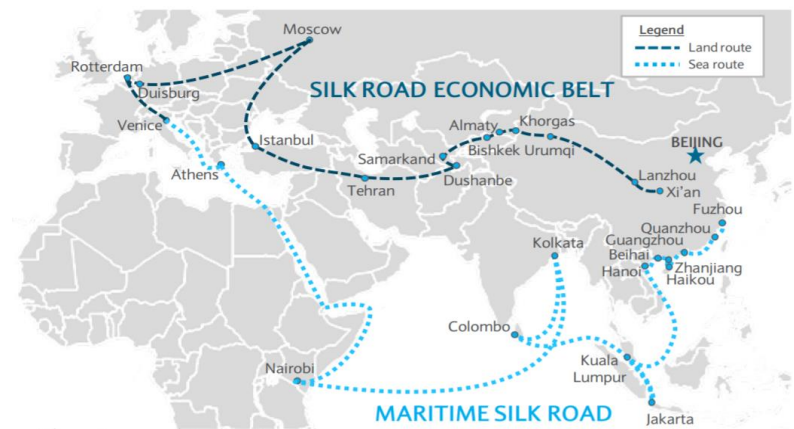 Moscow
Legend
Land route
Sea route
Rotterdam
Duisburg
SILK ROAD ECONOMIC BELT
Venice
Istanbul
Almaty
Khorgas
BEIJING
Samarkand
Bishkek Urumqi
Athens
Tehran
Dushanbe
Lanzhou
Xi'an
Fuzhou
Quanzhou
Guangzhou
Kolkata
Beihai
Hanoi
Zhanjiang
Haikou
Colombo
Nairobi
Kuala
Lumpur
MARITIME SILK ROAD
Jakarta